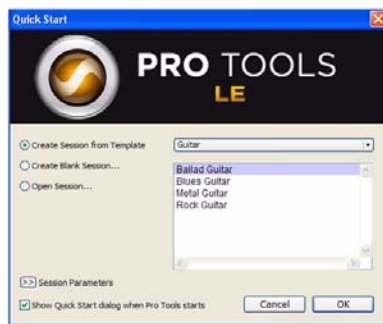 Quick Start
PRO TOOLS
LE
Create Session from Template
Guitar
Create Blank Session...
Open Session...
Ballad Guitar
Blues Guitar
Metal Guitar
Rock Guitar
>> Session Parameters
Show Quick Start dialog when Pro Tools starts
Cancel
OK